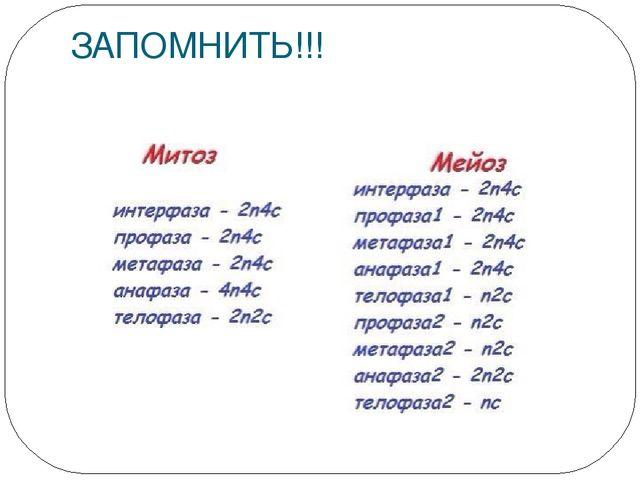 ЗАПОМНИТЬ!!!
Митоз
интерфаза - 2n4c
профаза - 2n4c
метафаза - 2n4c
анафаза - 4n4c
телофаза - 2n2c
Мейоз
интерфаза - 2n4c
профаза1 - 2n4c
метафаза1 - 2n4c
анафаза1 - 2n4c
телофаза1 - n2c
профаза2 - n2c
метафаза2 - n2c
анафаза2 - 2n2c
телофаза2 - nc